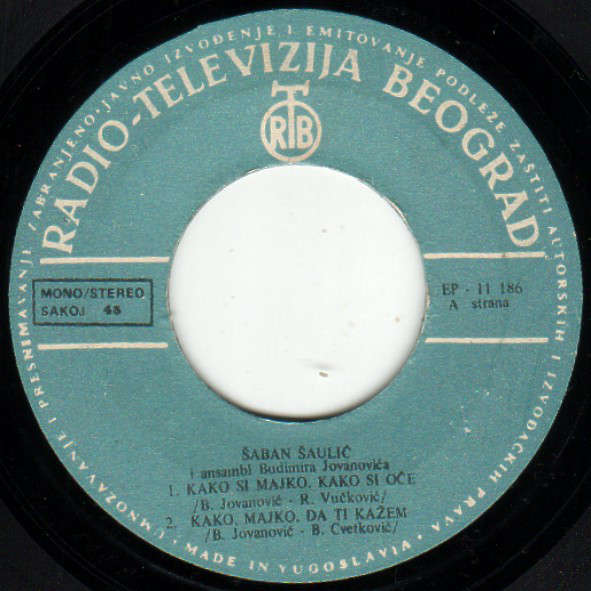 UMNOŽAVANJE I PRESNIMAVANJE ZABRANJENO · JAVNO IZVOĐENJE I EMITOVANJE PODLEŽE ZAŠTITI AUTORSKIH I IZVOĐAČKIH PRAVA ·
RADIO-TELEVIZIJA BEOGRAD
RTB
MONO/STEREO
SAKOJ 45
EP - 11 186
A strana
ŠABAN ŠAULIĆ
i ansambl Budimira Jovanovića
1. KAKO SI MAJKO, KAKO SI OČE
/B. Jovanović - R. Vučković/
2. KAKO, MAJKO, DA TI KAŽEM
/B. Jovanović - B. Cvetković/
MADE IN YUGOSLAVIA ·